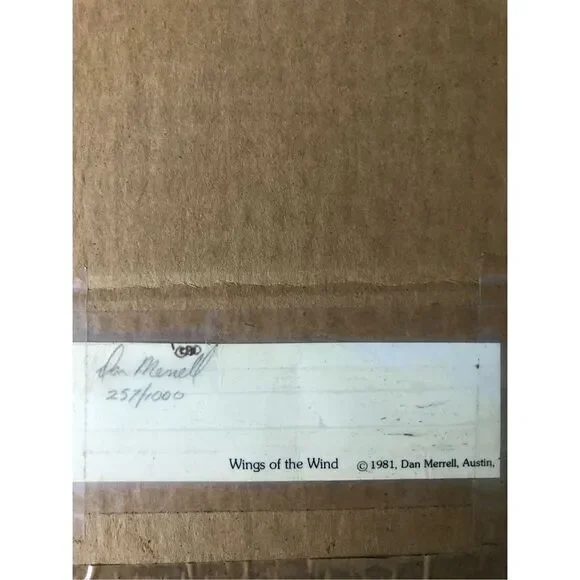 Dan Merrell
257/1000
Wings of the Wind © 1981, Dan Merrell, Austin,